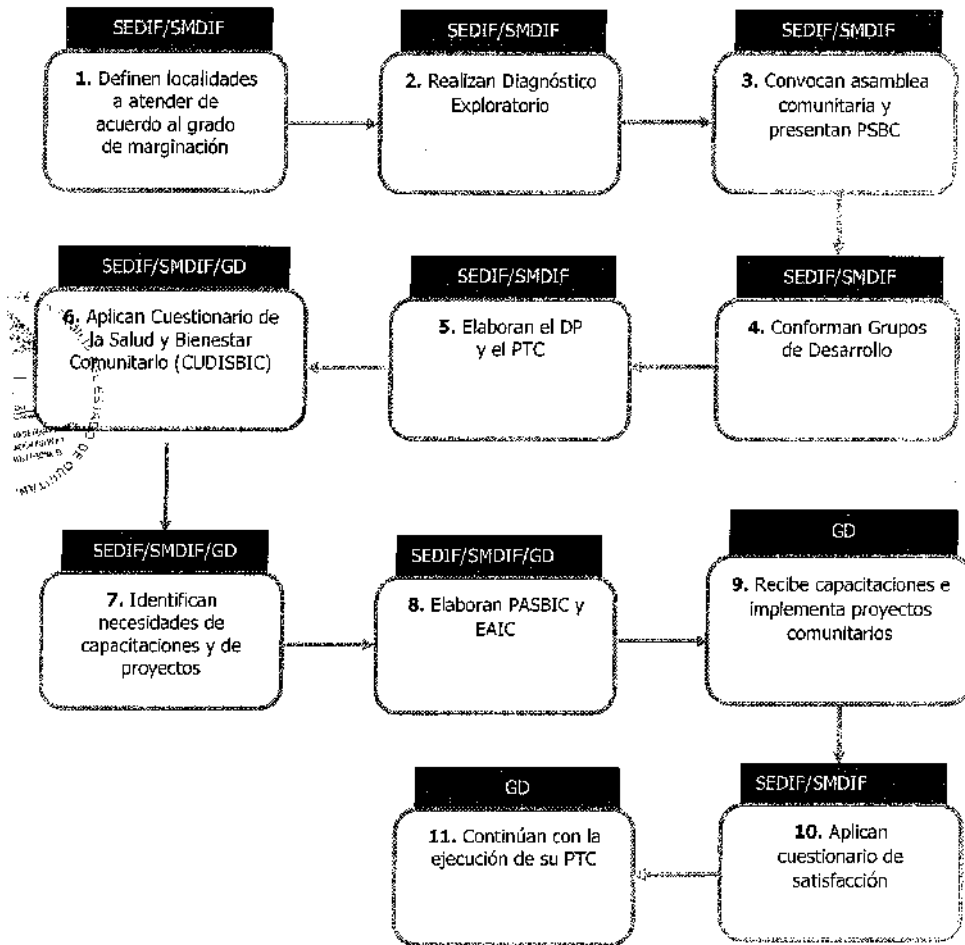 SEDIF/SMDIF
1. Definen localidades
a atender de
acuerdo al grado
de marginación
SEDIF/SMDIF
2. Realizan Diagnóstico
Exploratorio
SEDIF/SMDIF
3. Convocan asamblea
comunitaria y
presentan PSBC
SEDIF/SMDIF
4. Conforman Grupos
de Desarrollo
SEDIF/SMDIF
5. Elaboran el DP
y el PTC
SEDIF/SMDIF/GD
6. Aplican Cuestionario de
la Salud y Bienestar
Comunitario (CUDISBIC)
SEDIF/SMDIF/GD
7. Identifican
necesidades de
capacitaciones y de
proyectos
SEDIF/SMDIF/GD
8. Elaboran PASBIC y
EAIC
GD
9. Recibe capacitaciones e
implementa proyectos
comunitarios
SEDIF/SMDIF
10. Aplican
cuestionario de
satisfacción
GD
11. Continúan con la
ejecución de su PTC